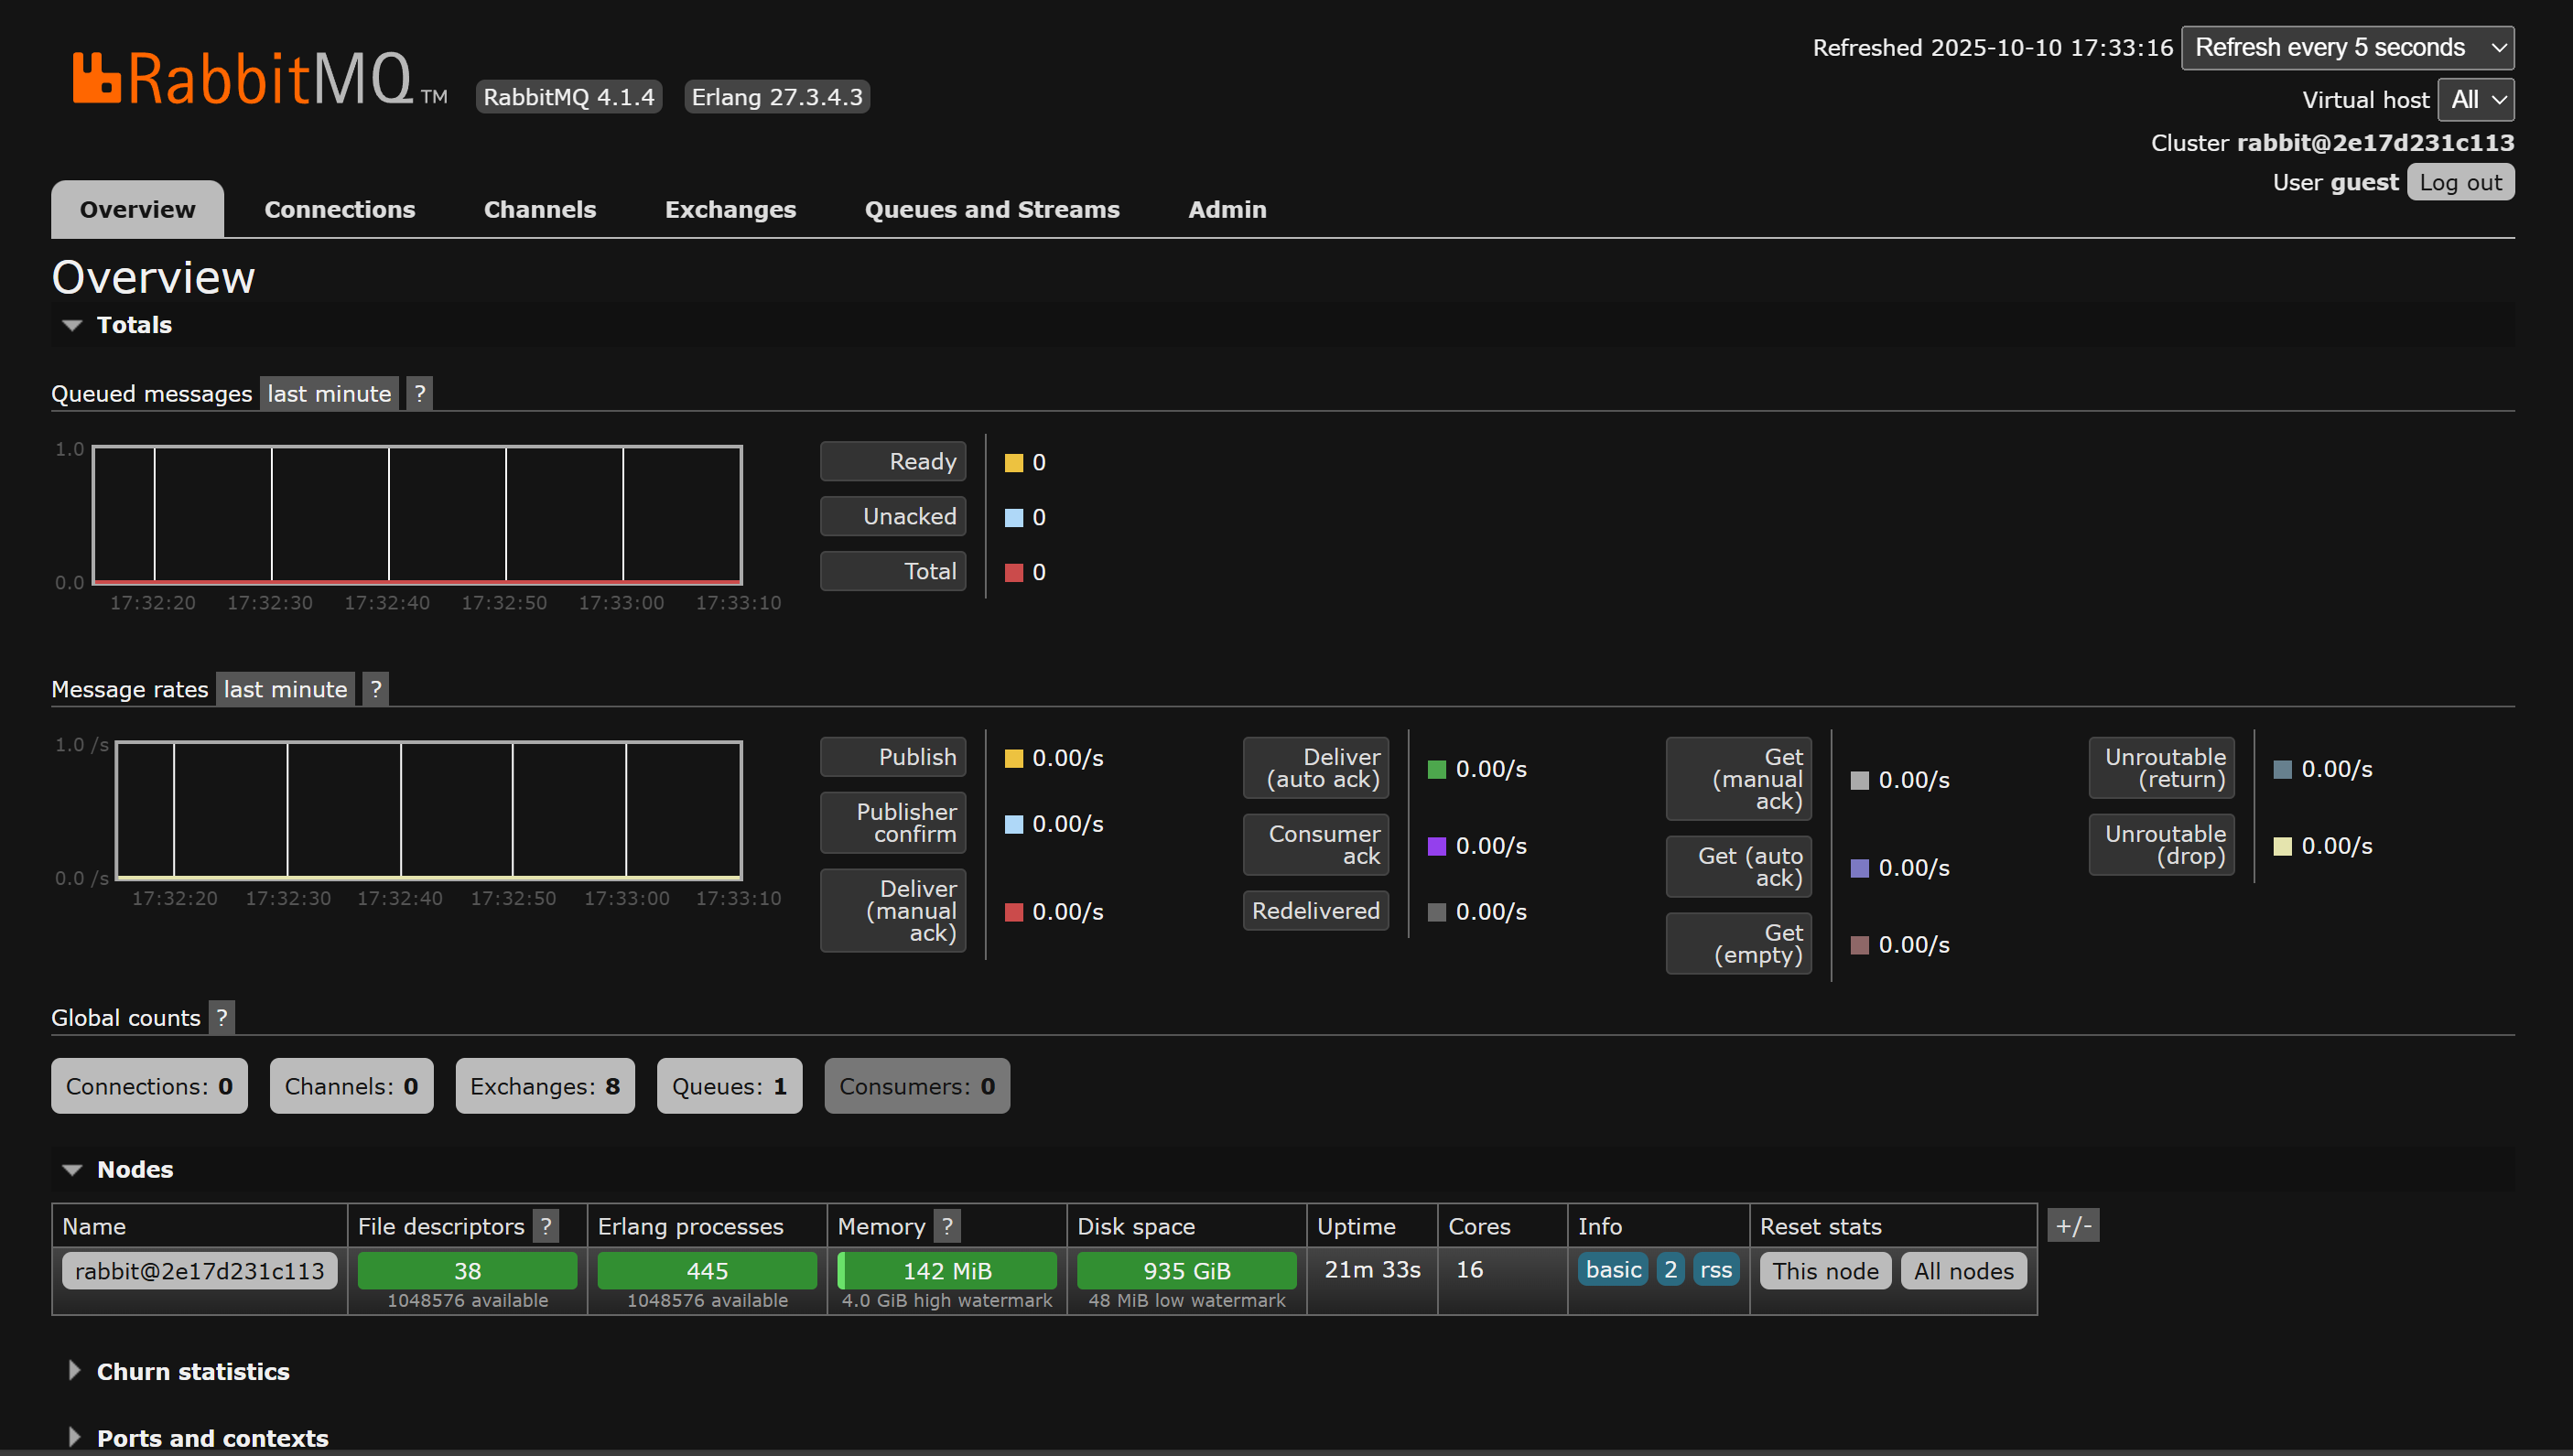 RabbitMQ TM
RabbitMQ 4.1.4 Erlang 27.3.4.3
Refreshed 2025-10-10 17:33:16 Refresh every 5 seconds
Virtual host All
Cluster rabbit@2e17d231c113
User guest Log out
Overview Connections Channels Exchanges Queues and Streams Admin
Overview
Totals
Queued messages last minute ?
1.0
0.0
17:32:20 17:32:30 17:32:40 17:32:50 17:33:00 17:33:10
Ready 0
Unacked 0
Total 0
Message rates last minute ?
1.0 /s
0.0 /s
17:32:20 17:32:30 17:32:40 17:32:50 17:33:00 17:33:10
Publish 0.00/s
Publisher
confirm 0.00/s
Deliver
(manual
ack) 0.00/s
Deliver
(auto ack) 0.00/s
Consumer
ack 0.00/s
Redelivered 0.00/s
Get
(manual
ack) 0.00/s
Get (auto
ack) 0.00/s
Get
(empty) 0.00/s
Unroutable
(return) 0.00/s
Unroutable
(drop) 0.00/s
Global counts ?
Connections: 0 Channels: 0 Exchanges: 8 Queues: 1 Consumers: 0
Nodes
Name File descriptors ? Erlang processes Memory ? Disk space Uptime Cores Info Reset stats +/-
rabbit@2e17d231c113 38 445 142 MiB 935 GiB 21m 33s 16 basic 2 rss This node All nodes
1048576 available 1048576 available 4.0 GiB high watermark 48 MiB low watermark
Churn statistics
Ports and contexts